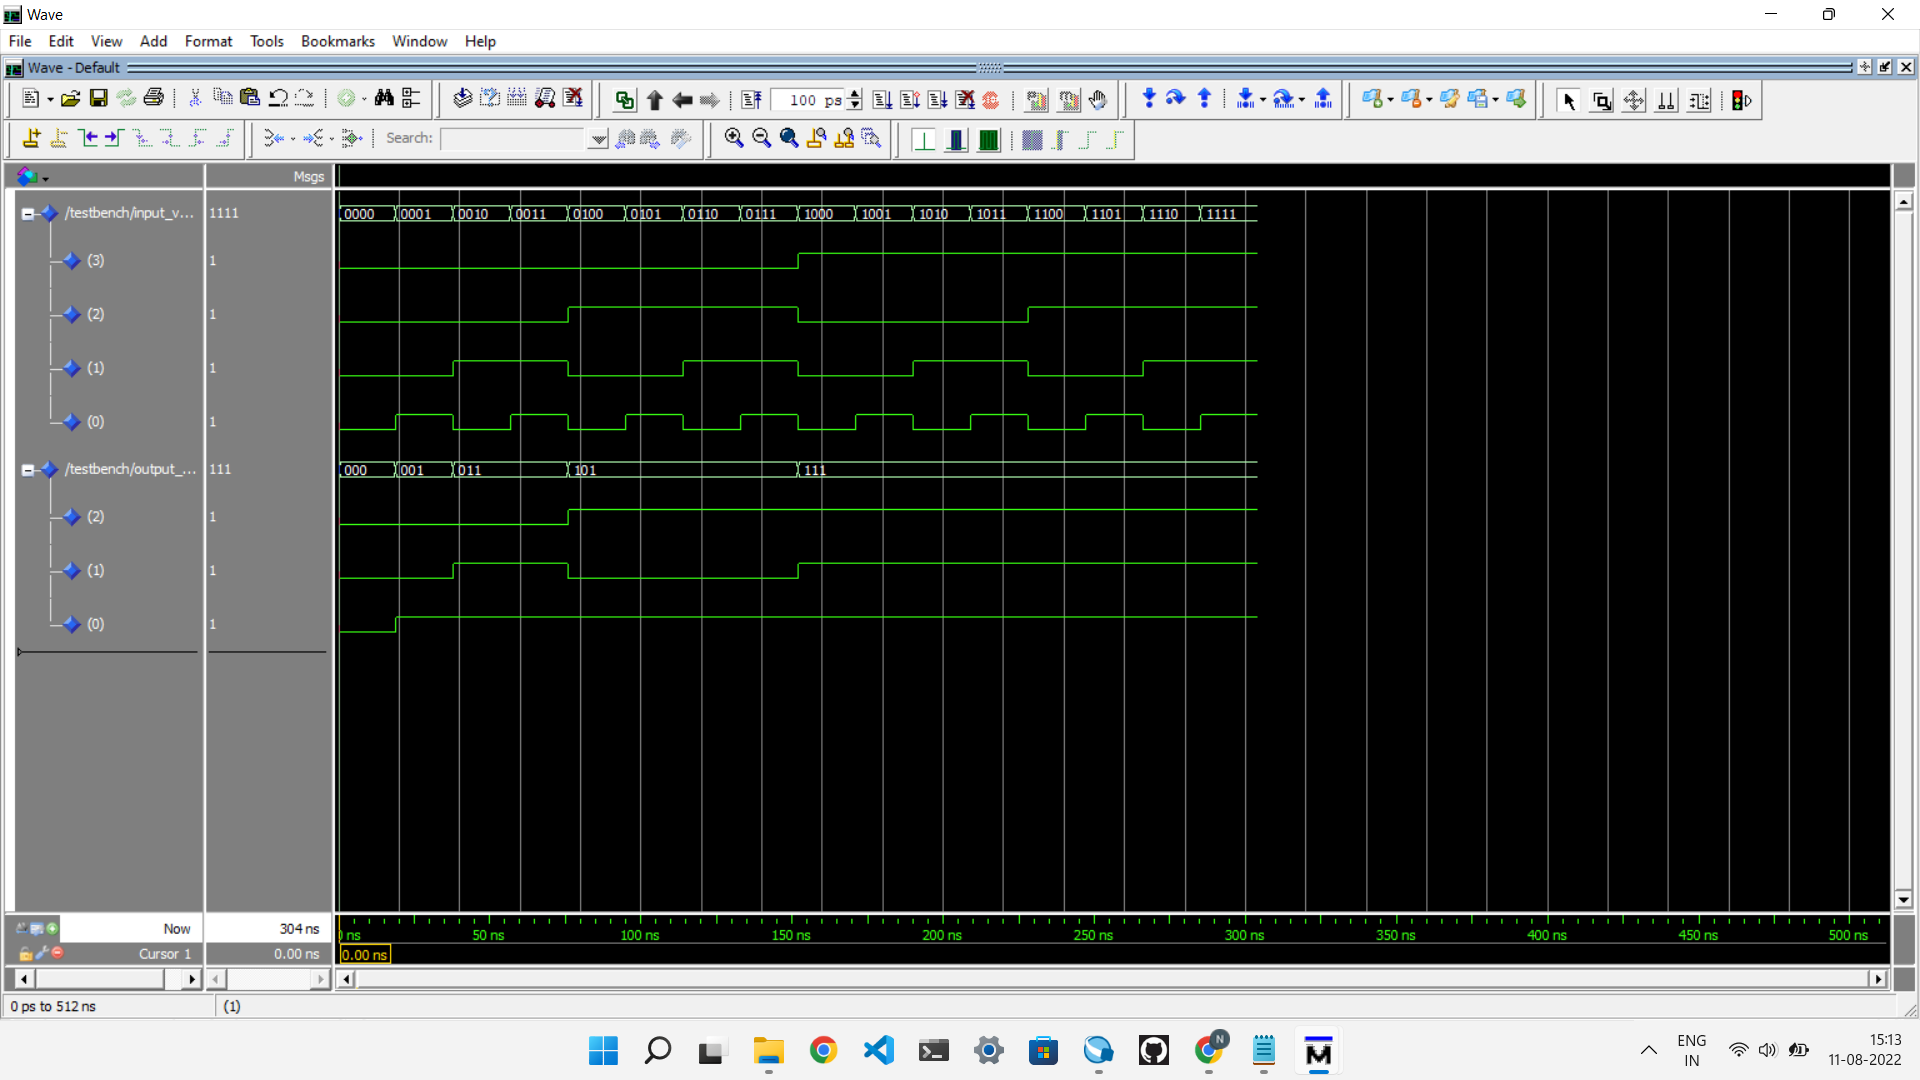 Wave
File Edit View Add Format Tools Bookmarks Window Help
Wave - Default
100 ps
Search:
Msgs
/testbench/input_v... 1111 0000 0001 0010 0011 0100 0101 0110 0111 1000 1001 1010 1011 1100 1101 1110 1111
(3) 1
(2) 1
(1) 1
(0) 1
/testbench/output_... 111 000 001 011 101 111
(2) 1
(1) 1
(0) 1
Now 304 ns 0 ns 50 ns 100 ns 150 ns 200 ns 250 ns 300 ns 350 ns 400 ns 450 ns 500 ns
Cursor 1 0.00 ns 0.00 ns
0 ps to 512 ns (1)
N
M
ENG 15:13
IN 11-08-2022